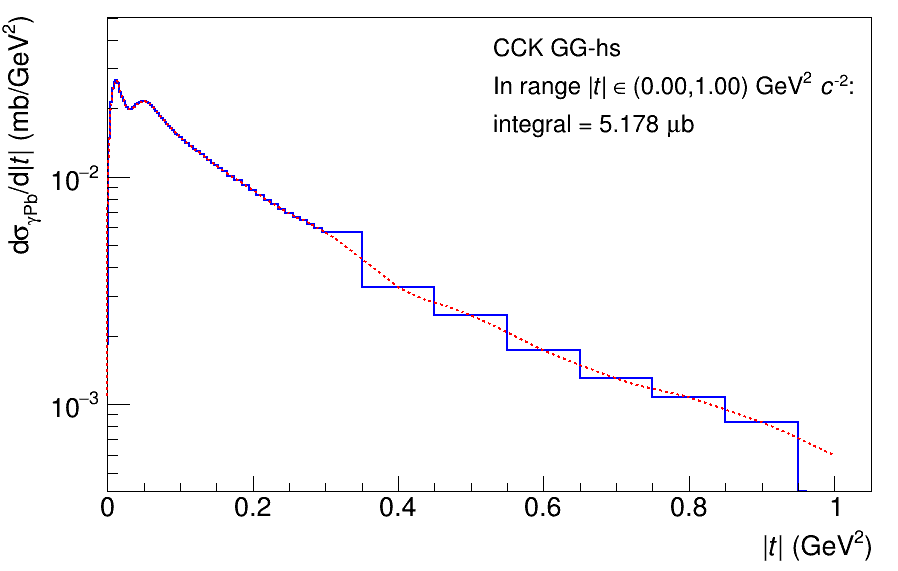 dσγPb/d|t| (mb/GeV²)
CCK GG-hs
In range |t| ∈ (0.00,1.00) GeV² c⁻²:
integral = 5.178 μb
10⁻²
10⁻³
0 0.2 0.4 0.6 0.8 1
|t| (GeV²)